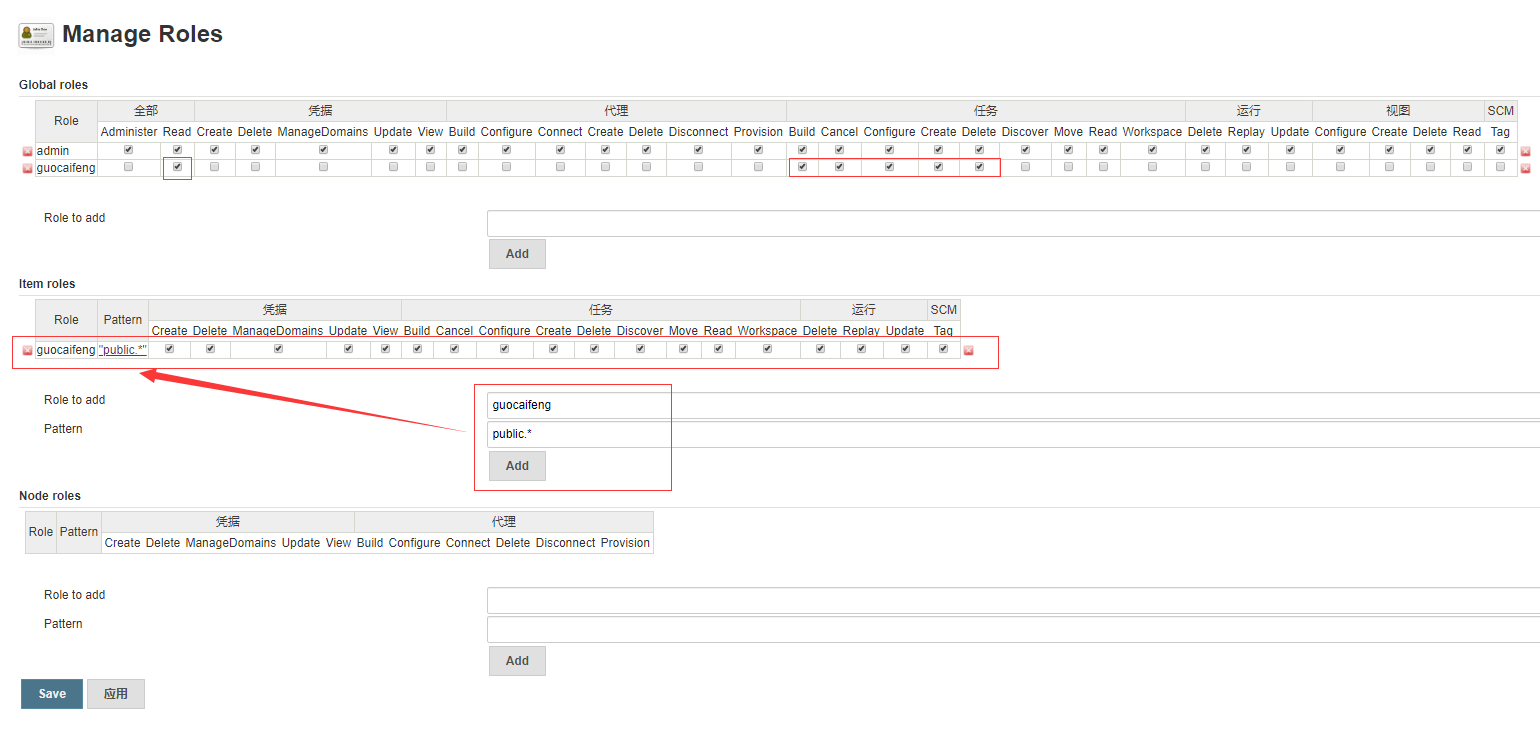 Manage Roles
Global roles
Role 全部 凭据 代理 任务 运行 视图 SCM
Administer Read Create Delete ManageDomains Update View Build Configure Connect Create Delete Disconnect Provision Build Cancel Configure Create Delete Discover Move Read Workspace Delete Replay Update Configure Create Delete Read Tag
admin
guocaifeng
Role to add
Add
Item roles
Role Pattern 凭据 任务 运行 SCM
Create Delete ManageDomains Update View Build Cancel Configure Create Delete Discover Move Read Workspace Delete Replay Update Tag
guocaifeng "public.*"
Role to add guocaifeng
Pattern public.*
Add
Node roles
Role Pattern 凭据 代理
Create Delete ManageDomains Update View Build Configure Connect Delete Disconnect Provision
Role to add
Pattern
Add
Save 应用